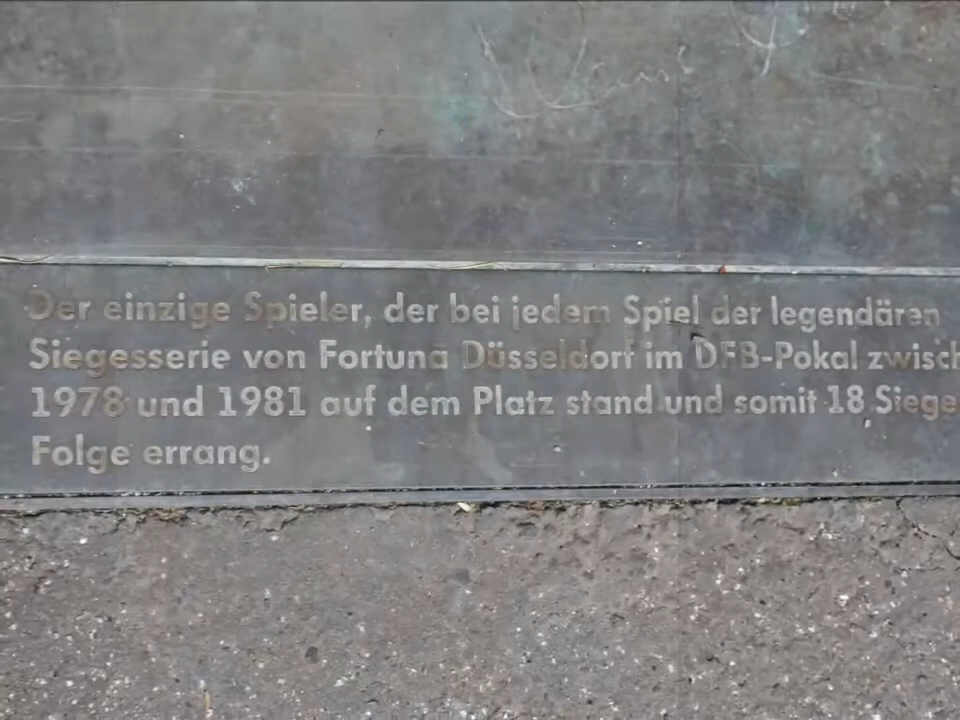 Der einzige Spieler, der bei jedem Spiel der legendären
Siegesserie von Fortuna Düsseldorf im DFB-Pokal zwisch
1978 und 1981 auf dem Platz stand und somit 18 Siege
Folge errang.